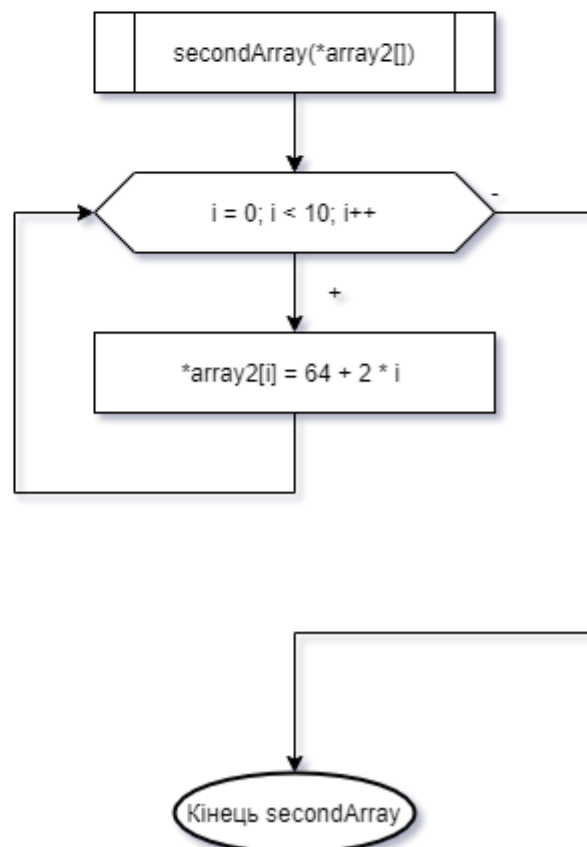 secondArray(*array2[])
i = 0; i < 10; i++
-
+
*array2[i] = 64 + 2 * i
Кінець secondArray